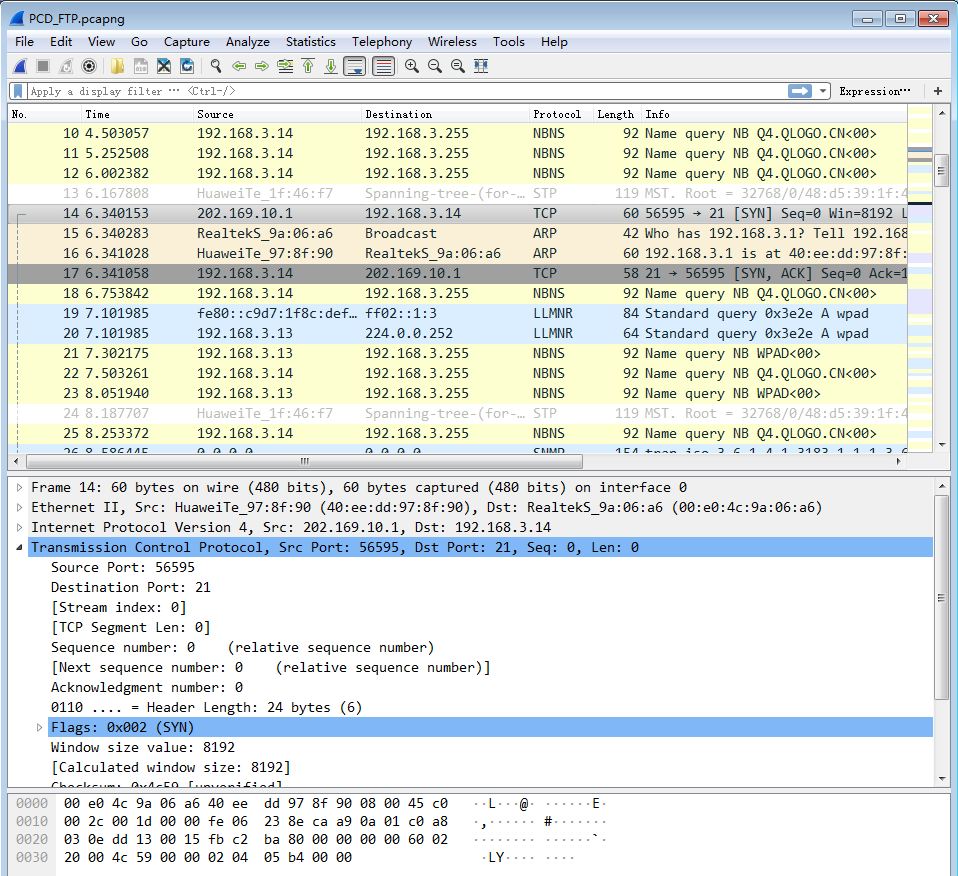 PCD_FTP.pcapng
File Edit View Go Capture Analyze Statistics Telephony Wireless Tools Help
Apply a display filter ··· <Ctrl-/> Expression··· +
No. Time Source Destination Protocol Length Info
10 4.503057 192.168.3.14 192.168.3.255 NBNS 92 Name query NB Q4.QLOGO.CN<00>
11 5.252508 192.168.3.14 192.168.3.255 NBNS 92 Name query NB Q4.QLOGO.CN<00>
12 6.002382 192.168.3.14 192.168.3.255 NBNS 92 Name query NB Q4.QLOGO.CN<00>
13 6.167808 HuaweiTe_1f:46:f7 Spanning-tree-(for-… STP 119 MST. Root = 32768/0/48:d5:39:1f:4
14 6.340153 202.169.10.1 192.168.3.14 TCP 60 56595 → 21 [SYN] Seq=0 Win=8192 L
15 6.340283 RealtekS_9a:06:a6 Broadcast ARP 42 Who has 192.168.3.1? Tell 192.168
16 6.341028 HuaweiTe_97:8f:90 RealtekS_9a:06:a6 ARP 60 192.168.3.1 is at 40:ee:dd:97:8f:
17 6.341058 192.168.3.14 202.169.10.1 TCP 58 21 → 56595 [SYN, ACK] Seq=0 Ack=1
18 6.753842 192.168.3.14 192.168.3.255 NBNS 92 Name query NB Q4.QLOGO.CN<00>
19 7.101985 fe80::c9d7:1f8c:def… ff02::1:3 LLMNR 84 Standard query 0x3e2e A wpad
20 7.101985 192.168.3.13 224.0.0.252 LLMNR 64 Standard query 0x3e2e A wpad
21 7.302175 192.168.3.13 192.168.3.255 NBNS 92 Name query NB WPAD<00>
22 7.503261 192.168.3.14 192.168.3.255 NBNS 92 Name query NB Q4.QLOGO.CN<00>
23 8.051940 192.168.3.13 192.168.3.255 NBNS 92 Name query NB WPAD<00>
24 8.187707 HuaweiTe_1f:46:f7 Spanning-tree-(for-… STP 119 MST. Root = 32768/0/48:d5:39:1f:4
25 8.253372 192.168.3.14 192.168.3.255 NBNS 92 Name query NB Q4.QLOGO.CN<00>
26 8.586445 0.0.0.0 0.0.0.0 SNMP 154
Frame 14: 60 bytes on wire (480 bits), 60 bytes captured (480 bits) on interface 0
Ethernet II, Src: HuaweiTe_97:8f:90 (40:ee:dd:97:8f:90), Dst: RealtekS_9a:06:a6 (00:e0:4c:9a:06:a6)
Internet Protocol Version 4, Src: 202.169.10.1, Dst: 192.168.3.14
Transmission Control Protocol, Src Port: 56595, Dst Port: 21, Seq: 0, Len: 0
Source Port: 56595
Destination Port: 21
[Stream index: 0]
[TCP Segment Len: 0]
Sequence number: 0 (relative sequence number)
[Next sequence number: 0 (relative sequence number)]
Acknowledgment number: 0
0110 .... = Header Length: 24 bytes (6)
Flags: 0x002 (SYN)
Window size value: 8192
[Calculated window size: 8192]
Checksum: 0x4c59 [unverified]
0000 00 e0 4c 9a 06 a6 40 ee dd 97 8f 90 08 00 45 c0 ··L···@· ······E·
0010 00 2c 00 1d 00 00 fe 06 23 8e ca a9 0a 01 c0 a8 ·,······ #·······
0020 03 0e dd 13 00 15 fb c2 ba 80 00 00 00 00 60 02 ········ ······`·
0030 20 00 4c 59 00 00 02 04 05 b4 00 00 ·LY···· ····